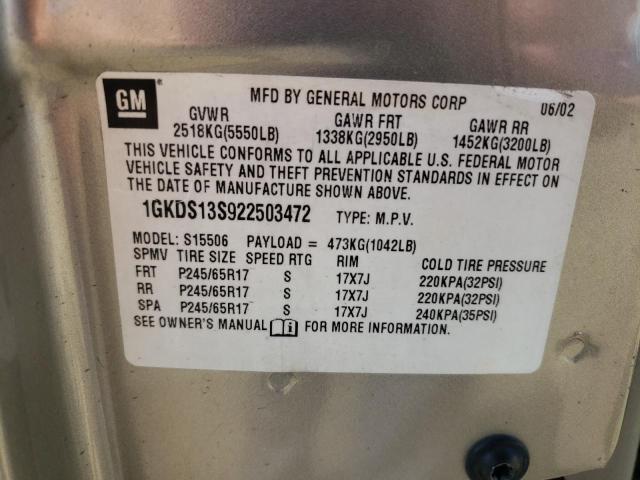 GM
MFD BY GENERAL MOTORS CORP 06/02
GVWR GAWR FRT GAWR RR
2518KG(5550LB) 1338KG(2950LB) 1452KG(3200LB)
THIS VEHICLE CONFORMS TO ALL APPLICABLE U.S. FEDERAL MOTOR
VEHICLE SAFETY AND THEFT PREVENTION STANDARDS IN EFFECT ON
THE DATE OF MANUFACTURE SHOWN ABOVE.
1GKDS13S922503472 TYPE: M.P.V.
MODEL: S15506 PAYLOAD = 473KG(1042LB)
SPMV TIRE SIZE SPEED RTG RIM COLD TIRE PRESSURE
FRT P245/65R17 S 17X7J 220KPA(32PSI)
RR P245/65R17 S 17X7J 220KPA(32PSI)
SPA P245/65R17 S 17X7J 240KPA(35PSI)
SEE OWNER'S MANUAL FOR MORE INFORMATION.